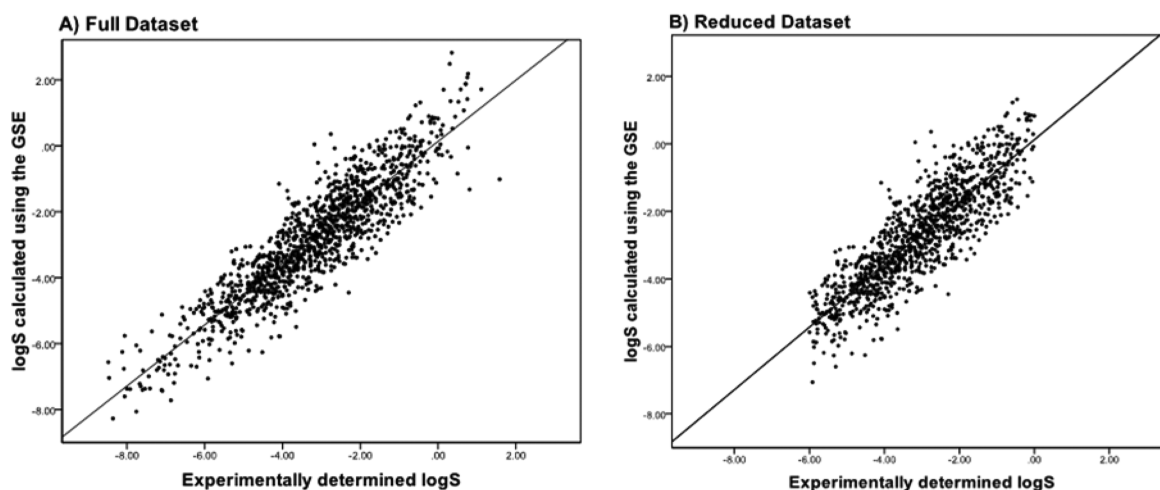 A) Full Dataset
logS calculated using the GSE
2.00
.00
-2.00
-4.00
-6.00
-8.00
-8.00 -6.00 -4.00 -2.00 .00 2.00
Experimentally determined logS
B) Reduced Dataset
logS calculated using the GSE
2.00
.00
-2.00
-4.00
-6.00
-8.00
-8.00 -6.00 -4.00 -2.00 .00 2.00
Experimentally determined logS